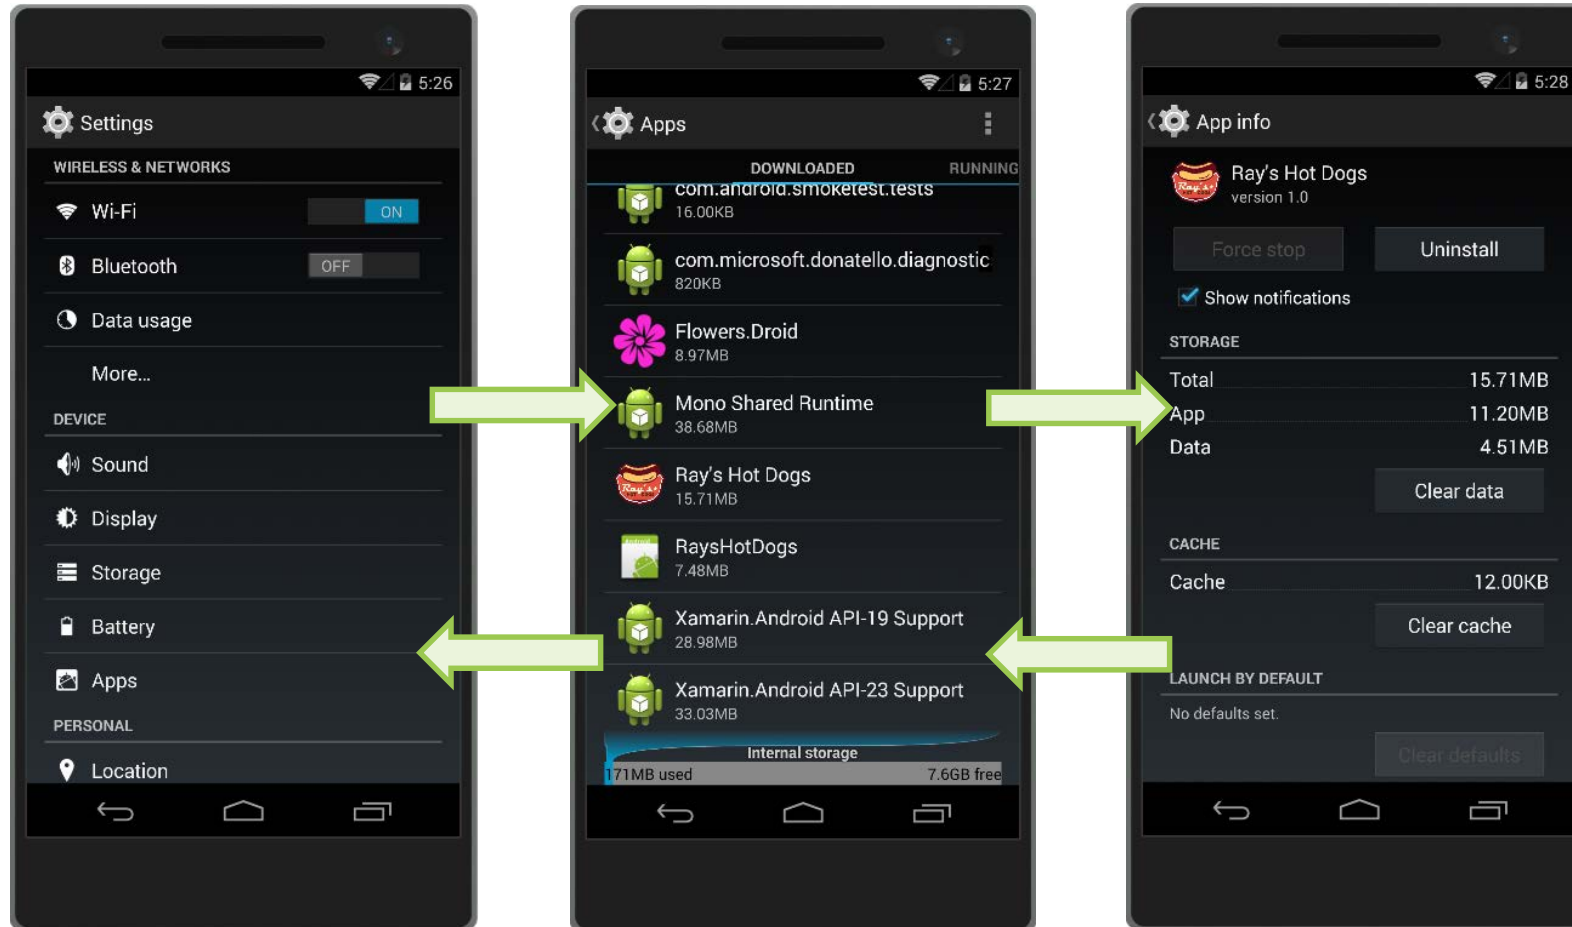 5:26
Settings
WIRELESS & NETWORKS
Wi-Fi
ON
Bluetooth
OFF
Data usage
More...
DEVICE
Sound
Display
Storage
Battery
Apps
PERSONAL
Location
5:27
Apps
DOWNLOADED RUNNING
com.android.smoketest.tests
16.00KB
com.microsoft.donatello.diagnostic
820KB
Flowers.Droid
8.97MB
Mono Shared Runtime
38.68MB
Ray's Hot Dogs
15.71MB
RaysHotDogs
7.48MB
Xamarin.Android API-19 Support
28.98MB
Xamarin.Android API-23 Support
33.03MB
Internal storage
171MB used 7.6GB free
5:28
App info
Ray's Hot Dogs
version 1.0
Force stop Uninstall
Show notifications
STORAGE
Total 15.71MB
App 11.20MB
Data 4.51MB
Clear data
CACHE
Cache 12.00KB
Clear cache
LAUNCH BY DEFAULT
No defaults set.
Clear defaults